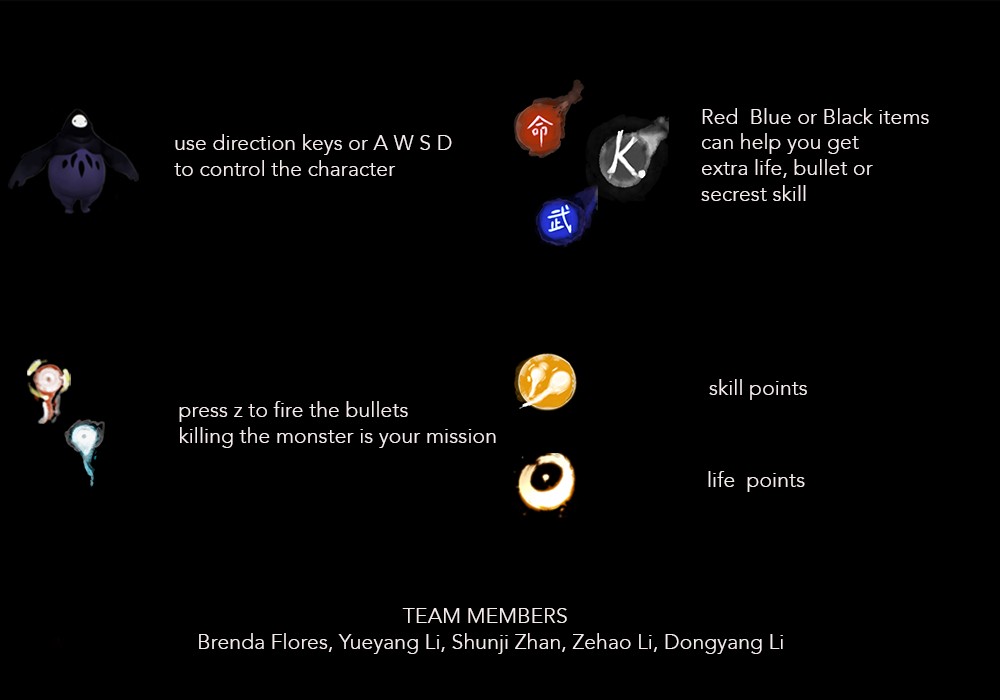 use direction keys or A W S D
to control the character
命
K.
武
Red  Blue or Black items
can help you get
extra life, bullet or
secrest skill
press z to fire the bullets
killing the monster is your mission
skill points
life  points
TEAM MEMBERS
Brenda Flores, Yueyang Li, Shunji Zhan, Zehao Li, Dongyang Li